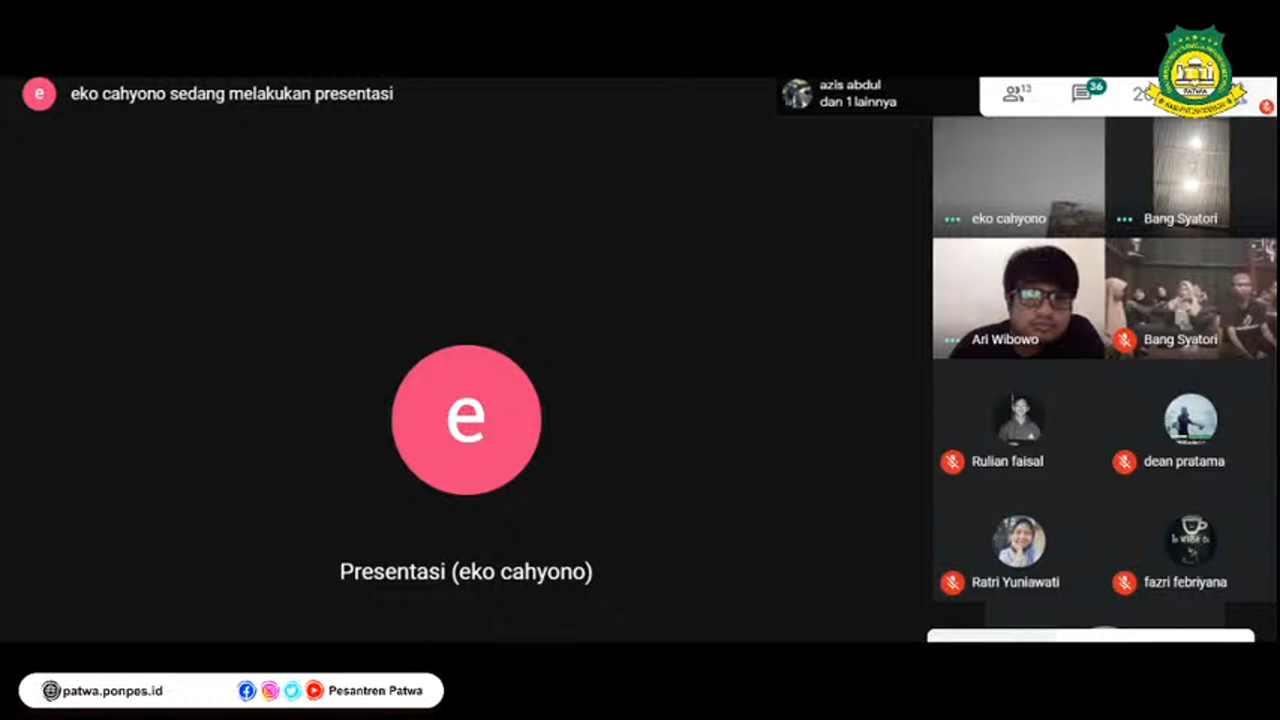 e
eko cahyono sedang melakukan presentasi
azis abdul
dan 1 lainnya
13
36
PATWA
eko cahyono
Bang Syatori
Ari Wibowo
Bang Syatori
Rulian faisal
dean pratama
Ratri Yuniawati
fazri febriyana
e
Presentasi (eko cahyono)
patwa.ponpes.id
Pesantren Patwa